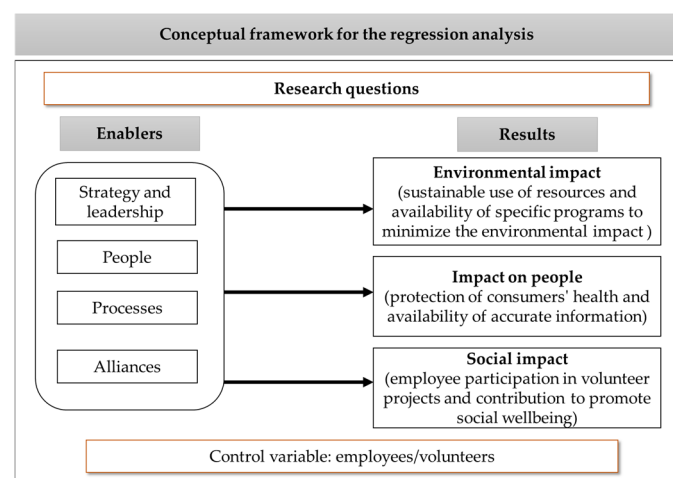 Conceptual framework for the regression analysis
Research questions
Enablers
Results
Strategy and
leadership
People
Processes
Alliances
Environmental impact
(sustainable use of resources and
availability of specific programs to
minimize the environmental impact )
Impact on people
(protection of consumers' health and
availability of accurate information)
Social impact
(employee participation in volunteer
projects and contribution to promote
social wellbeing)
Control variable: employees/volunteers